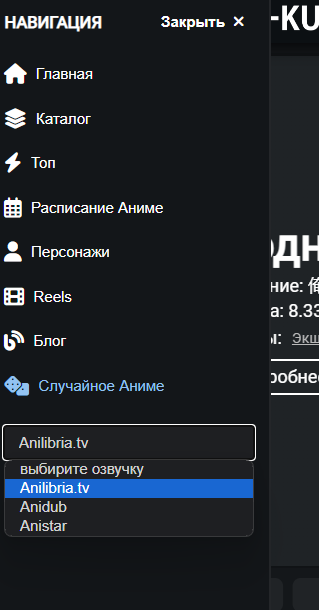 НАВИГАЦИЯ
Закрыть ✕
-KU
Главная
Каталог
Топ
Расписание Аниме
Персонажи
одн
ние: 俺
Reels
а: 8.33
Блог
ы: Экш
робнее
Случайное Аниме
Anilibria.tv
выбирите озвучку
Anilibria.tv
Anidub
Anistar